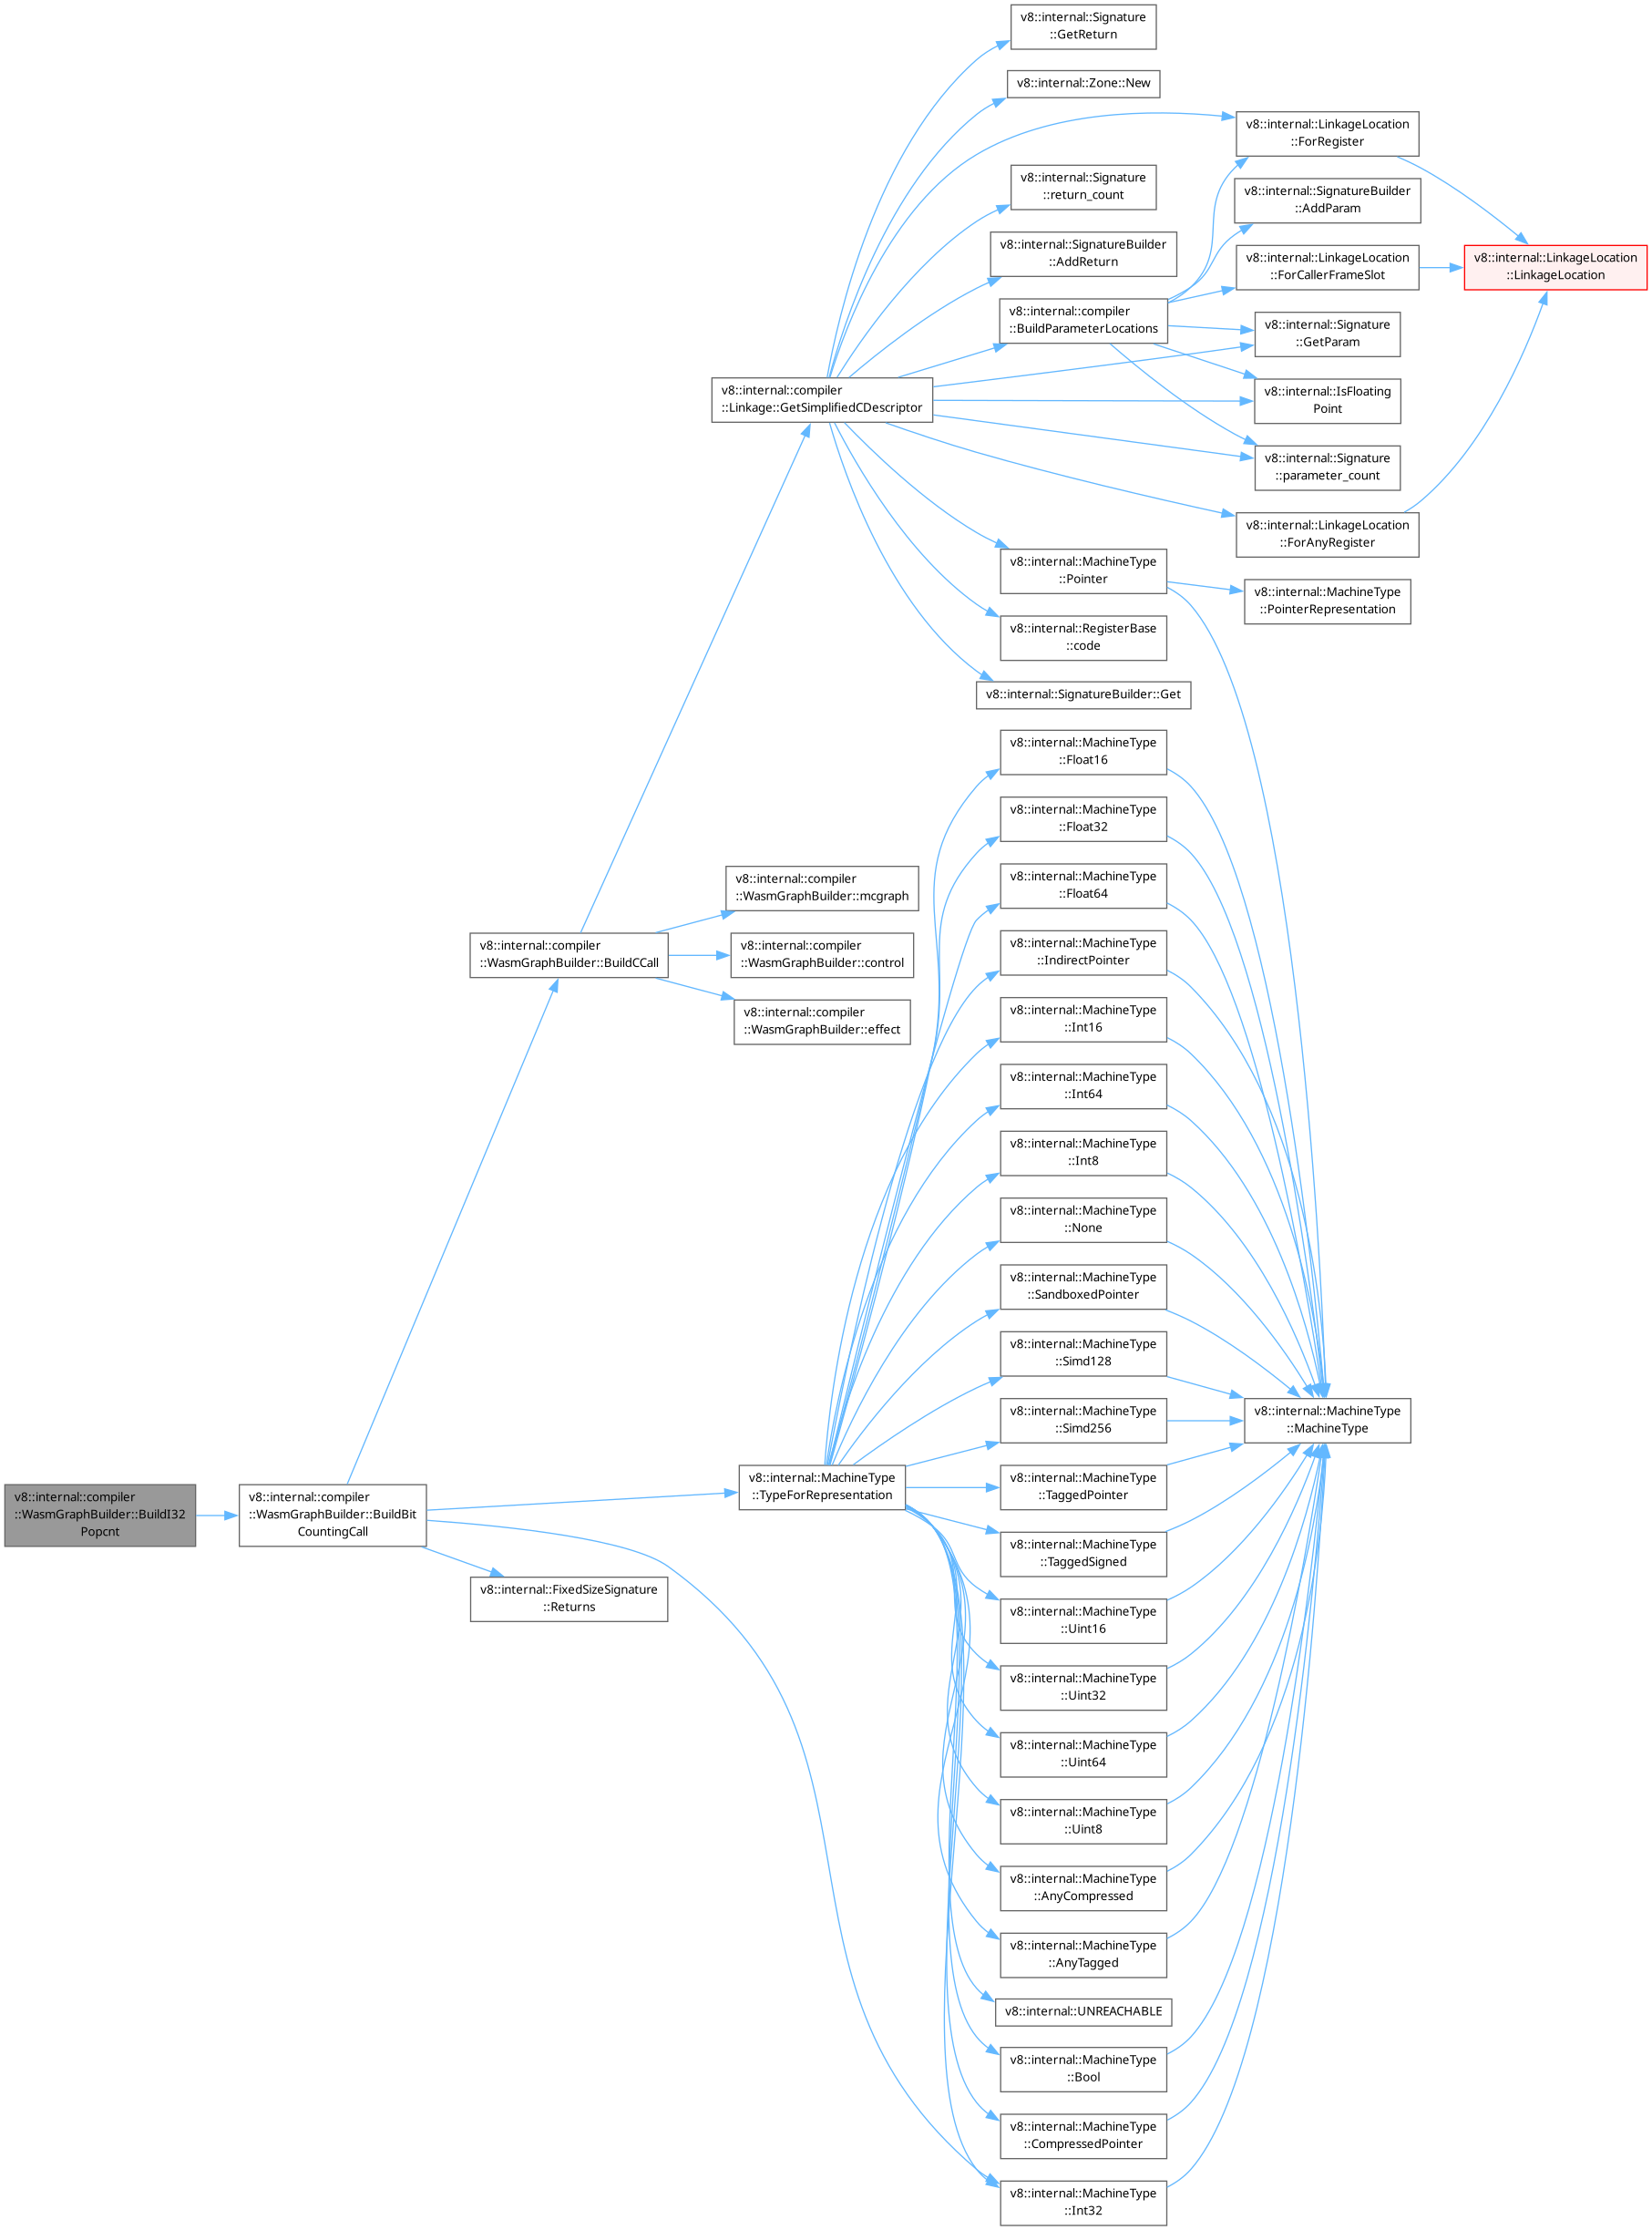 v8::internal::Signature
::GetReturn
v8::internal::Zone::New
v8::internal::LinkageLocation
::ForRegister
v8::internal::Signature
::return_count
v8::internal::SignatureBuilder
::AddParam
v8::internal::SignatureBuilder
::AddReturn
v8::internal::LinkageLocation
::ForCallerFrameSlot
v8::internal::LinkageLocation
::LinkageLocation
v8::internal::compiler
::BuildParameterLocations
v8::internal::Signature
::GetParam
v8::internal::compiler
::Linkage::GetSimplifiedCDescriptor
v8::internal::IsFloating
Point
v8::internal::Signature
::parameter_count
v8::internal::LinkageLocation
::ForAnyRegister
v8::internal::MachineType
::Pointer
v8::internal::MachineType
::PointerRepresentation
v8::internal::RegisterBase
::code
v8::internal::SignatureBuilder::Get
v8::internal::MachineType
::Float16
v8::internal::MachineType
::Float32
v8::internal::MachineType
::Float64
v8::internal::compiler
::WasmGraphBuilder::mcgraph
v8::internal::compiler
::WasmGraphBuilder::BuildCCall
v8::internal::compiler
::WasmGraphBuilder::control
v8::internal::MachineType
::IndirectPointer
v8::internal::compiler
::WasmGraphBuilder::effect
v8::internal::MachineType
::Int16
v8::internal::MachineType
::Int64
v8::internal::MachineType
::Int8
v8::internal::MachineType
::None
v8::internal::MachineType
::SandboxedPointer
v8::internal::MachineType
::Simd128
v8::internal::MachineType
::Simd256
v8::internal::MachineType
::MachineType
v8::internal::compiler
::WasmGraphBuilder::BuildI32
Popcnt
v8::internal::compiler
::WasmGraphBuilder::BuildBit
CountingCall
v8::internal::MachineType
::TypeForRepresentation
v8::internal::MachineType
::TaggedPointer
v8::internal::MachineType
::TaggedSigned
v8::internal::FixedSizeSignature
::Returns
v8::internal::MachineType
::Uint16
v8::internal::MachineType
::Uint32
v8::internal::MachineType
::Uint64
v8::internal::MachineType
::Uint8
v8::internal::MachineType
::AnyCompressed
v8::internal::MachineType
::AnyTagged
v8::internal::UNREACHABLE
v8::internal::MachineType
::Bool
v8::internal::MachineType
::CompressedPointer
v8::internal::MachineType
::Int32